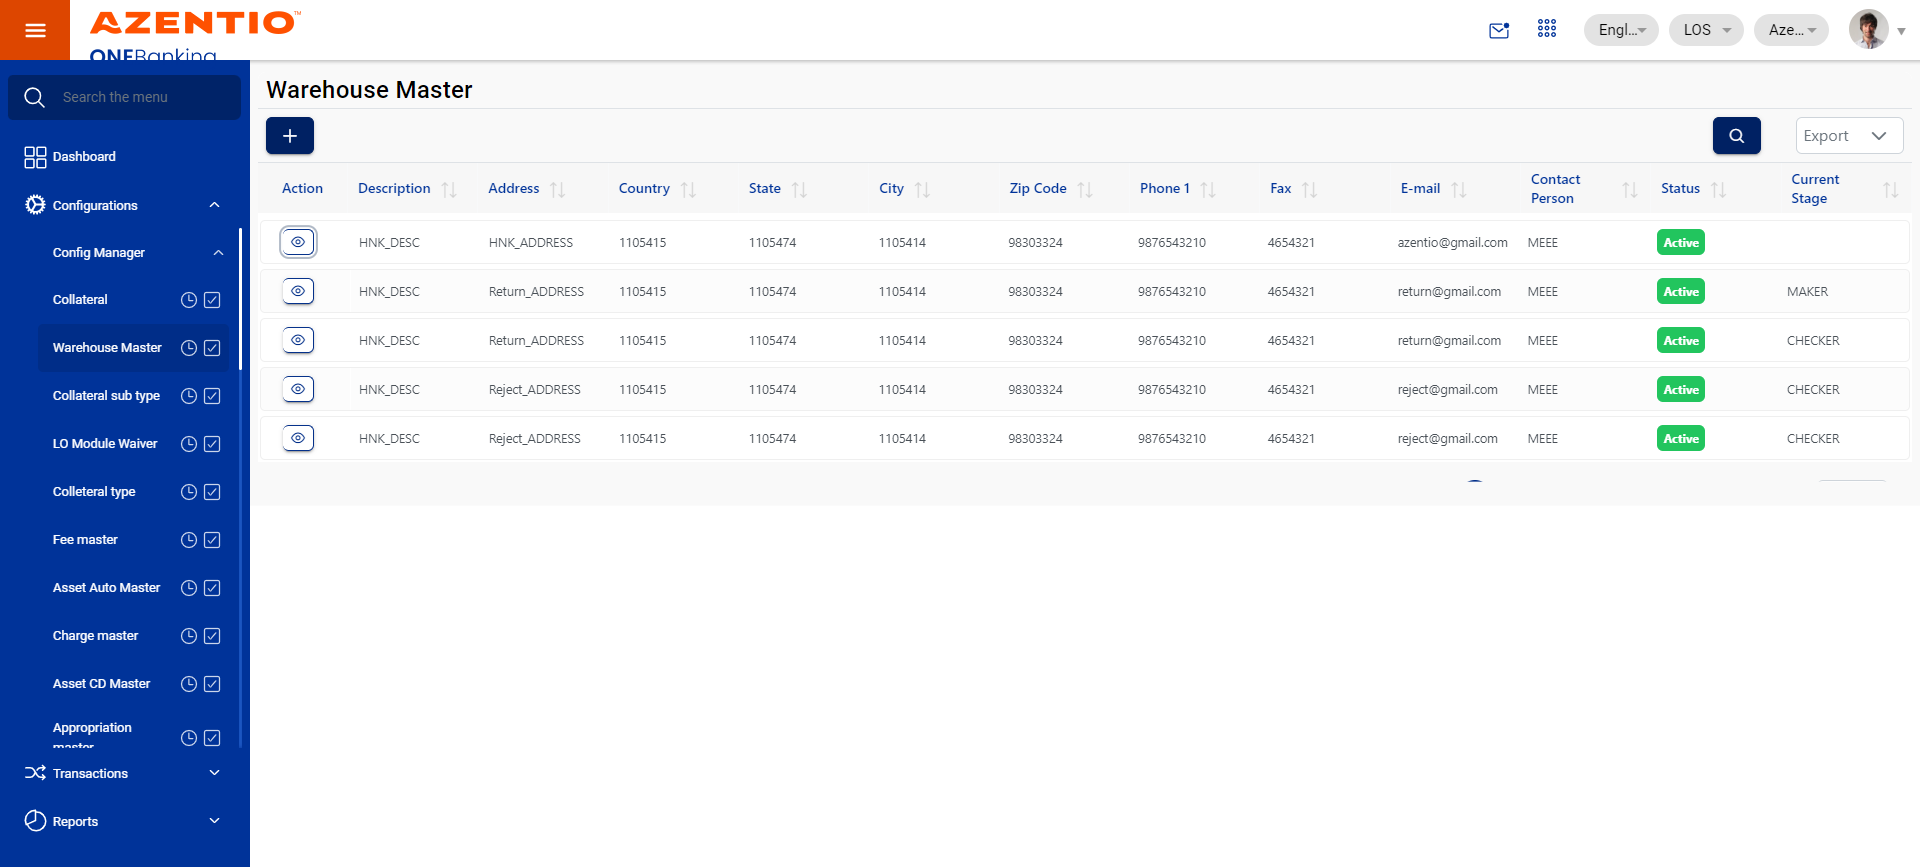 AZENTIO™
ONEBanking
Engl...
LOS
Aze...
Search the menu
Dashboard
Configurations
Config Manager
Collateral
Warehouse Master
Collateral sub type
LO Module Waiver
Colleteral type
Fee master
Asset Auto Master
Charge master
Asset CD Master
Appropriation
master
Transactions
Reports
Warehouse Master
+
Export
Action Description Address Country State City Zip Code Phone 1 Fax E-mail Contact Person Status Current Stage
HNK_DESC HNK_ADDRESS 1105415 1105474 1105414 98303324 9876543210 4654321 azentio@gmail.com MEEE Active
HNK_DESC Return_ADDRESS 1105415 1105474 1105414 98303324 9876543210 4654321 return@gmail.com MEEE Active MAKER
HNK_DESC Return_ADDRESS 1105415 1105474 1105414 98303324 9876543210 4654321 return@gmail.com MEEE Active CHECKER
HNK_DESC Reject_ADDRESS 1105415 1105474 1105414 98303324 9876543210 4654321 reject@gmail.com MEEE Active CHECKER
HNK_DESC Reject_ADDRESS 1105415 1105474 1105414 98303324 9876543210 4654321 reject@gmail.com MEEE Active CHECKER